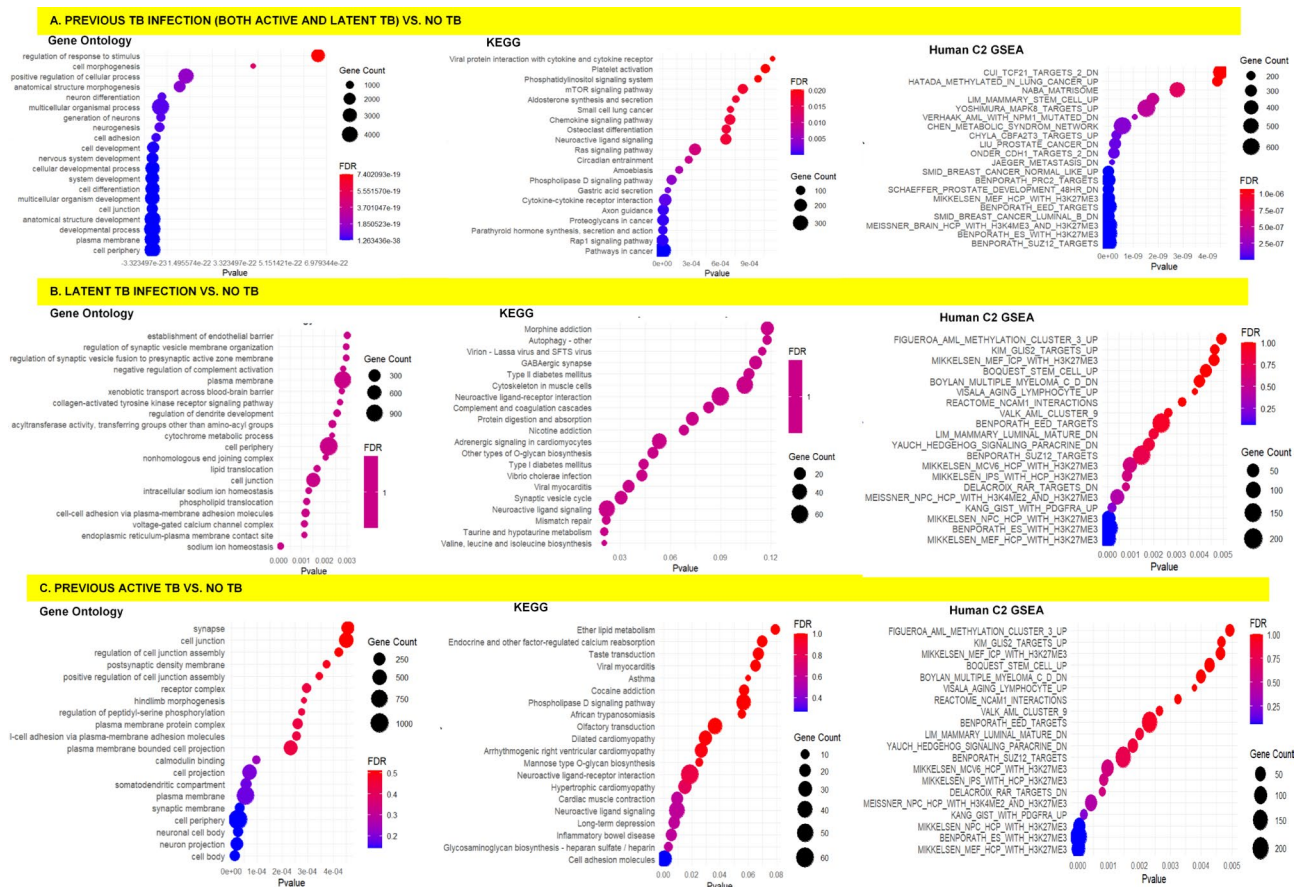 A. PREVIOUS TB INFECTION (BOTH ACTIVE AND LATENT TB) VS. NO TB
Gene Ontology
regulation of response to stimulus
cell morphogenesis
positive regulation of cellular process
anatomical structure morphogenesis
neuron differentiation
multicellular organismal process
generation of neurons
neurogenesis
cell adhesion
cell development
nervous system development
cellular developmental process
system development
cell differentiation
multicellular organism development
cell junction
anatomical structure development
developmental process
plasma membrane
cell periphery
-3.323497e-23
1.495574e-22
3.323497e-22
5.151421e-22
6.979344e-22
Pvalue
Gene Count
1000
2000
3000
4000
FDR
7.402093e-19
5.551570e-19
3.701047e-19
1.850523e-19
1.263436e-38
KEGG
Viral protein interaction with cytokine and cytokine receptor
Platelet activation
Phosphatidylinositol signaling system
mTOR signaling pathway
Aldosterone synthesis and secretion
Small cell lung cancer
Chemokine signaling pathway
Osteoclast differentiation
Neuroactive ligand signaling
Ras signaling pathway
Circadian entrainment
Amoebiasis
Phospholipase D signaling pathway
Gastric acid secretion
Cytokine-cytokine receptor interaction
Axon guidance
Proteoglycans in cancer
Parathyroid hormone synthesis, secretion and action
Rap1 signaling pathway
Pathways in cancer
0e+00 3e-04 6e-04 9e-04
Pvalue
FDR
0.020
0.015
0.010
0.005
Gene Count
100
200
300
Human C2 GSEA
CUI_TCF21_TARGETS_2_DN
HATADA_METHYLATED_IN_LUNG_CANCER_UP
NABA_MATRISOME
LIM_MAMMARY_STEM_CELL_UP
YOSHIMURA_MAPK8_TARGETS_UP
VERHAAK_AML_WITH_NPM1_MUTATED_DN
CHEN_METABOLIC_SYNDROM_NETWORK
CHYLA_CBFA2T3_TARGETS_UP
LIU_PROSTATE_CANCER_DN
ONDER_CDH1_TARGETS_2_DN
JAEGER_METASTASIS_DN
SMID_BREAST_CANCER_NORMAL_LIKE_UP
BENPORATH_PRC2_TARGETS
SCHAEFFER_PROSTATE_DEVELOPMENT_48HR_DN
MIKKELSEN_MEF_HCP_WITH_H3K27ME3
BENPORATH_EED_TARGETS
SMID_BREAST_CANCER_LUMINAL_B_DN
MEISSNER_BRAIN_HCP_WITH_H3K4ME3_AND_H3K27ME3
BENPORATH_ES_WITH_H3K27ME3
BENPORATH_SUZ12_TARGETS
0e+00 1e-09 2e-09 3e-09 4e-09
Pvalue
Gene Count
200
300
400
500
600
FDR
1.0e-06
7.5e-07
5.0e-07
2.5e-07
B. LATENT TB INFECTION VS. NO TB
Gene Ontology
establishment of endothelial barrier
regulation of synaptic vesicle membrane organization
regulation of synaptic vesicle fusion to presynaptic active zone membrane
negative regulation of complement activation
plasma membrane
xenobiotic transport across blood-brain barrier
collagen-activated tyrosine kinase receptor signaling pathway
regulation of dendrite development
acyltransferase activity, transferring groups other than amino-acyl groups
cytochrome metabolic process
cell periphery
nonhomologous end joining complex
lipid translocation
cell junction
intracellular sodium ion homeostasis
phospholipid translocation
cell-cell adhesion via plasma-membrane adhesion molecules
voltage-gated calcium channel complex
endoplasmic reticulum-plasma membrane contact site
sodium ion homeostasis
0.000 0.001 0.002 0.003
Pvalue
Gene Count
300
600
900
FDR
1
KEGG
Morphine addiction
Autophagy - other
Virion - Lassa virus and SFTS virus
GABAergic synapse
Type II diabetes mellitus
Cytoskeleton in muscle cells
Neuroactive ligand-receptor interaction
Complement and coagulation cascades
Protein digestion and absorption
Nicotine addiction
Adrenergic signaling in cardiomyocytes
Other types of O-glycan biosynthesis
Type I diabetes mellitus
Vibrio cholerae infection
Viral myocarditis
Synaptic vesicle cycle
Neuroactive ligand signaling
Mismatch repair
Taurine and hypotaurine metabolism
Valine, leucine and isoleucine biosynthesis
0.03 0.06 0.09 0.12
Pvalue
FDR
1
Gene Count
20
40
60
Human C2 GSEA
FIGUEROA_AML_METHYLATION_CLUSTER_3_UP
KIM_GLIS2_TARGETS_UP
MIKKELSEN_MEF_ICP_WITH_H3K27ME3
BOQUEST_STEM_CELL_UP
BOYLAN_MULTIPLE_MYELOMA_C_D_DN
VISALA_AGING_LYMPHOCYTE_UP
REACTOME_NCAM1_INTERACTIONS
VALK_AML_CLUSTER_9
BENPORATH_EED_TARGETS
LIM_MAMMARY_LUMINAL_MATURE_DN
YAUCH_HEDGEHOG_SIGNALING_PARACRINE_DN
BENPORATH_SUZ12_TARGETS
MIKKELSEN_MCV6_HCP_WITH_H3K27ME3
MIKKELSEN_IPS_WITH_HCP_H3K27ME3
DELACROIX_RAR_TARGETS_DN
MEISSNER_NPC_HCP_WITH_H3K4ME2_AND_H3K27ME3
KANG_GIST_WITH_PDGFRA_UP
MIKKELSEN_NPC_HCP_WITH_H3K27ME3
BENPORATH_ES_WITH_H3K27ME3
MIKKELSEN_MEF_HCP_WITH_H3K27ME3
0.000 0.001 0.002 0.003 0.004 0.005
Pvalue
FDR
1.00
0.75
0.50
0.25
Gene Count
50
100
150
200
C. PREVIOUS ACTIVE TB VS. NO TB
Gene Ontology
synapse
cell junction
regulation of cell junction assembly
postsynaptic density membrane
positive regulation of cell junction assembly
receptor complex
hindlimb morphogenesis
regulation of peptidyl-serine phosphorylation
plasma membrane protein complex
l-cell adhesion via plasma-membrane adhesion molecules
plasma membrane bounded cell projection
calmodulin binding
cell projection
somatodendritic compartment
plasma membrane
synaptic membrane
cell periphery
neuronal cell body
neuron projection
cell body
0e+00 1e-04 2e-04 3e-04 4e-04
Pvalue
Gene Count
250
500
750
1000
FDR
0.5
0.4
0.3
0.2
KEGG
Ether lipid metabolism
Endocrine and other factor-regulated calcium reabsorption
Taste transduction
Viral myocarditis
Asthma
Cocaine addiction
Phospholipase D signaling pathway
African trypanosomiasis
Olfactory transduction
Dilated cardiomyopathy
Arrhythmogenic right ventricular cardiomyopathy
Mannose type O-glycan biosynthesis
Neuroactive ligand-receptor interaction
Hypertrophic cardiomyopathy
Cardiac muscle contraction
Neuroactive ligand signaling
Long-term depression
Inflammatory bowel disease
Glycosaminoglycan biosynthesis - heparan sulfate / heparin
Cell adhesion molecules
0.00 0.02 0.04 0.06 0.08
Pvalue
FDR
1.0
0.8
0.6
0.4
Gene Count
10
20
30
40
50
60
Human C2 GSEA
FIGUEROA_AML_METHYLATION_CLUSTER_3_UP
KIM_GLIS2_TARGETS_UP
MIKKELSEN_MEF_ICP_WITH_H3K27ME3
BOQUEST_STEM_CELL_UP
BOYLAN_MULTIPLE_MYELOMA_C_D_DN
VISALA_AGING_LYMPHOCYTE_UP
REACTOME_NCAM1_INTERACTIONS
VALK_AML_CLUSTER_9
BENPORATH_EED_TARGETS
LIM_MAMMARY_LUMINAL_MATURE_DN
YAUCH_HEDGEHOG_SIGNALING_PARACRINE_DN
BENPORATH_SUZ12_TARGETS
MIKKELSEN_MCV6_HCP_WITH_H3K27ME3
MIKKELSEN_IPS_WITH_HCP_H3K27ME3
DELACROIX_RAR_TARGETS_DN
MEISSNER_NPC_HCP_WITH_H3K4ME2_AND_H3K27ME3
KANG_GIST_WITH_PDGFRA_UP
MIKKELSEN_NPC_HCP_WITH_H3K27ME3
BENPORATH_ES_WITH_H3K27ME3
MIKKELSEN_MEF_HCP_WITH_H3K27ME3
0.000 0.001 0.002 0.003 0.004 0.005
Pvalue
FDR
1.00
0.75
0.50
0.25
Gene Count
50
100
150
200